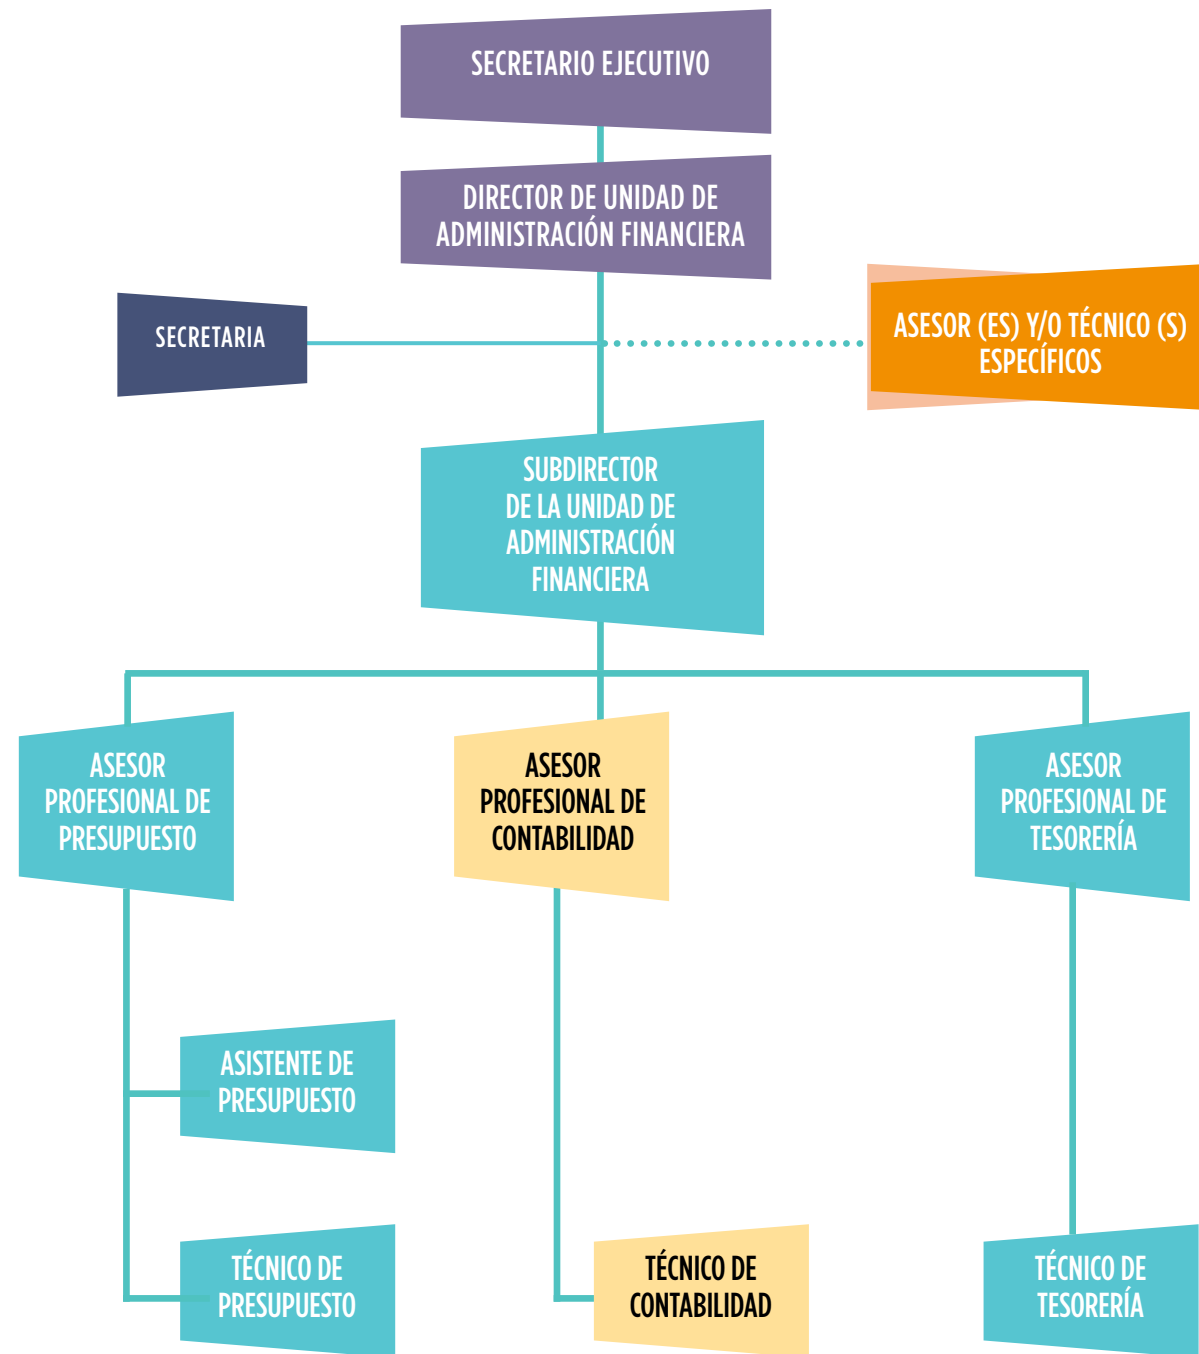 SECRETARIO EJECUTIVO
DIRECTOR DE UNIDAD DE
ADMINISTRACIÓN FINANCIERA
SECRETARIA
ASESOR (ES) Y/O TÉCNICO (S)
ESPECÍFICOS
SUBDIRECTOR
DE LA UNIDAD DE
ADMINISTRACIÓN
FINANCIERA
ASESOR
PROFESIONAL DE
PRESUPUESTO
ASESOR
PROFESIONAL DE
CONTABILIDAD
ASESOR
PROFESIONAL DE
TESORERÍA
ASISTENTE DE
PRESUPUESTO
TÉCNICO DE
PRESUPUESTO
TÉCNICO DE
CONTABILIDAD
TÉCNICO DE
TESORERÍA